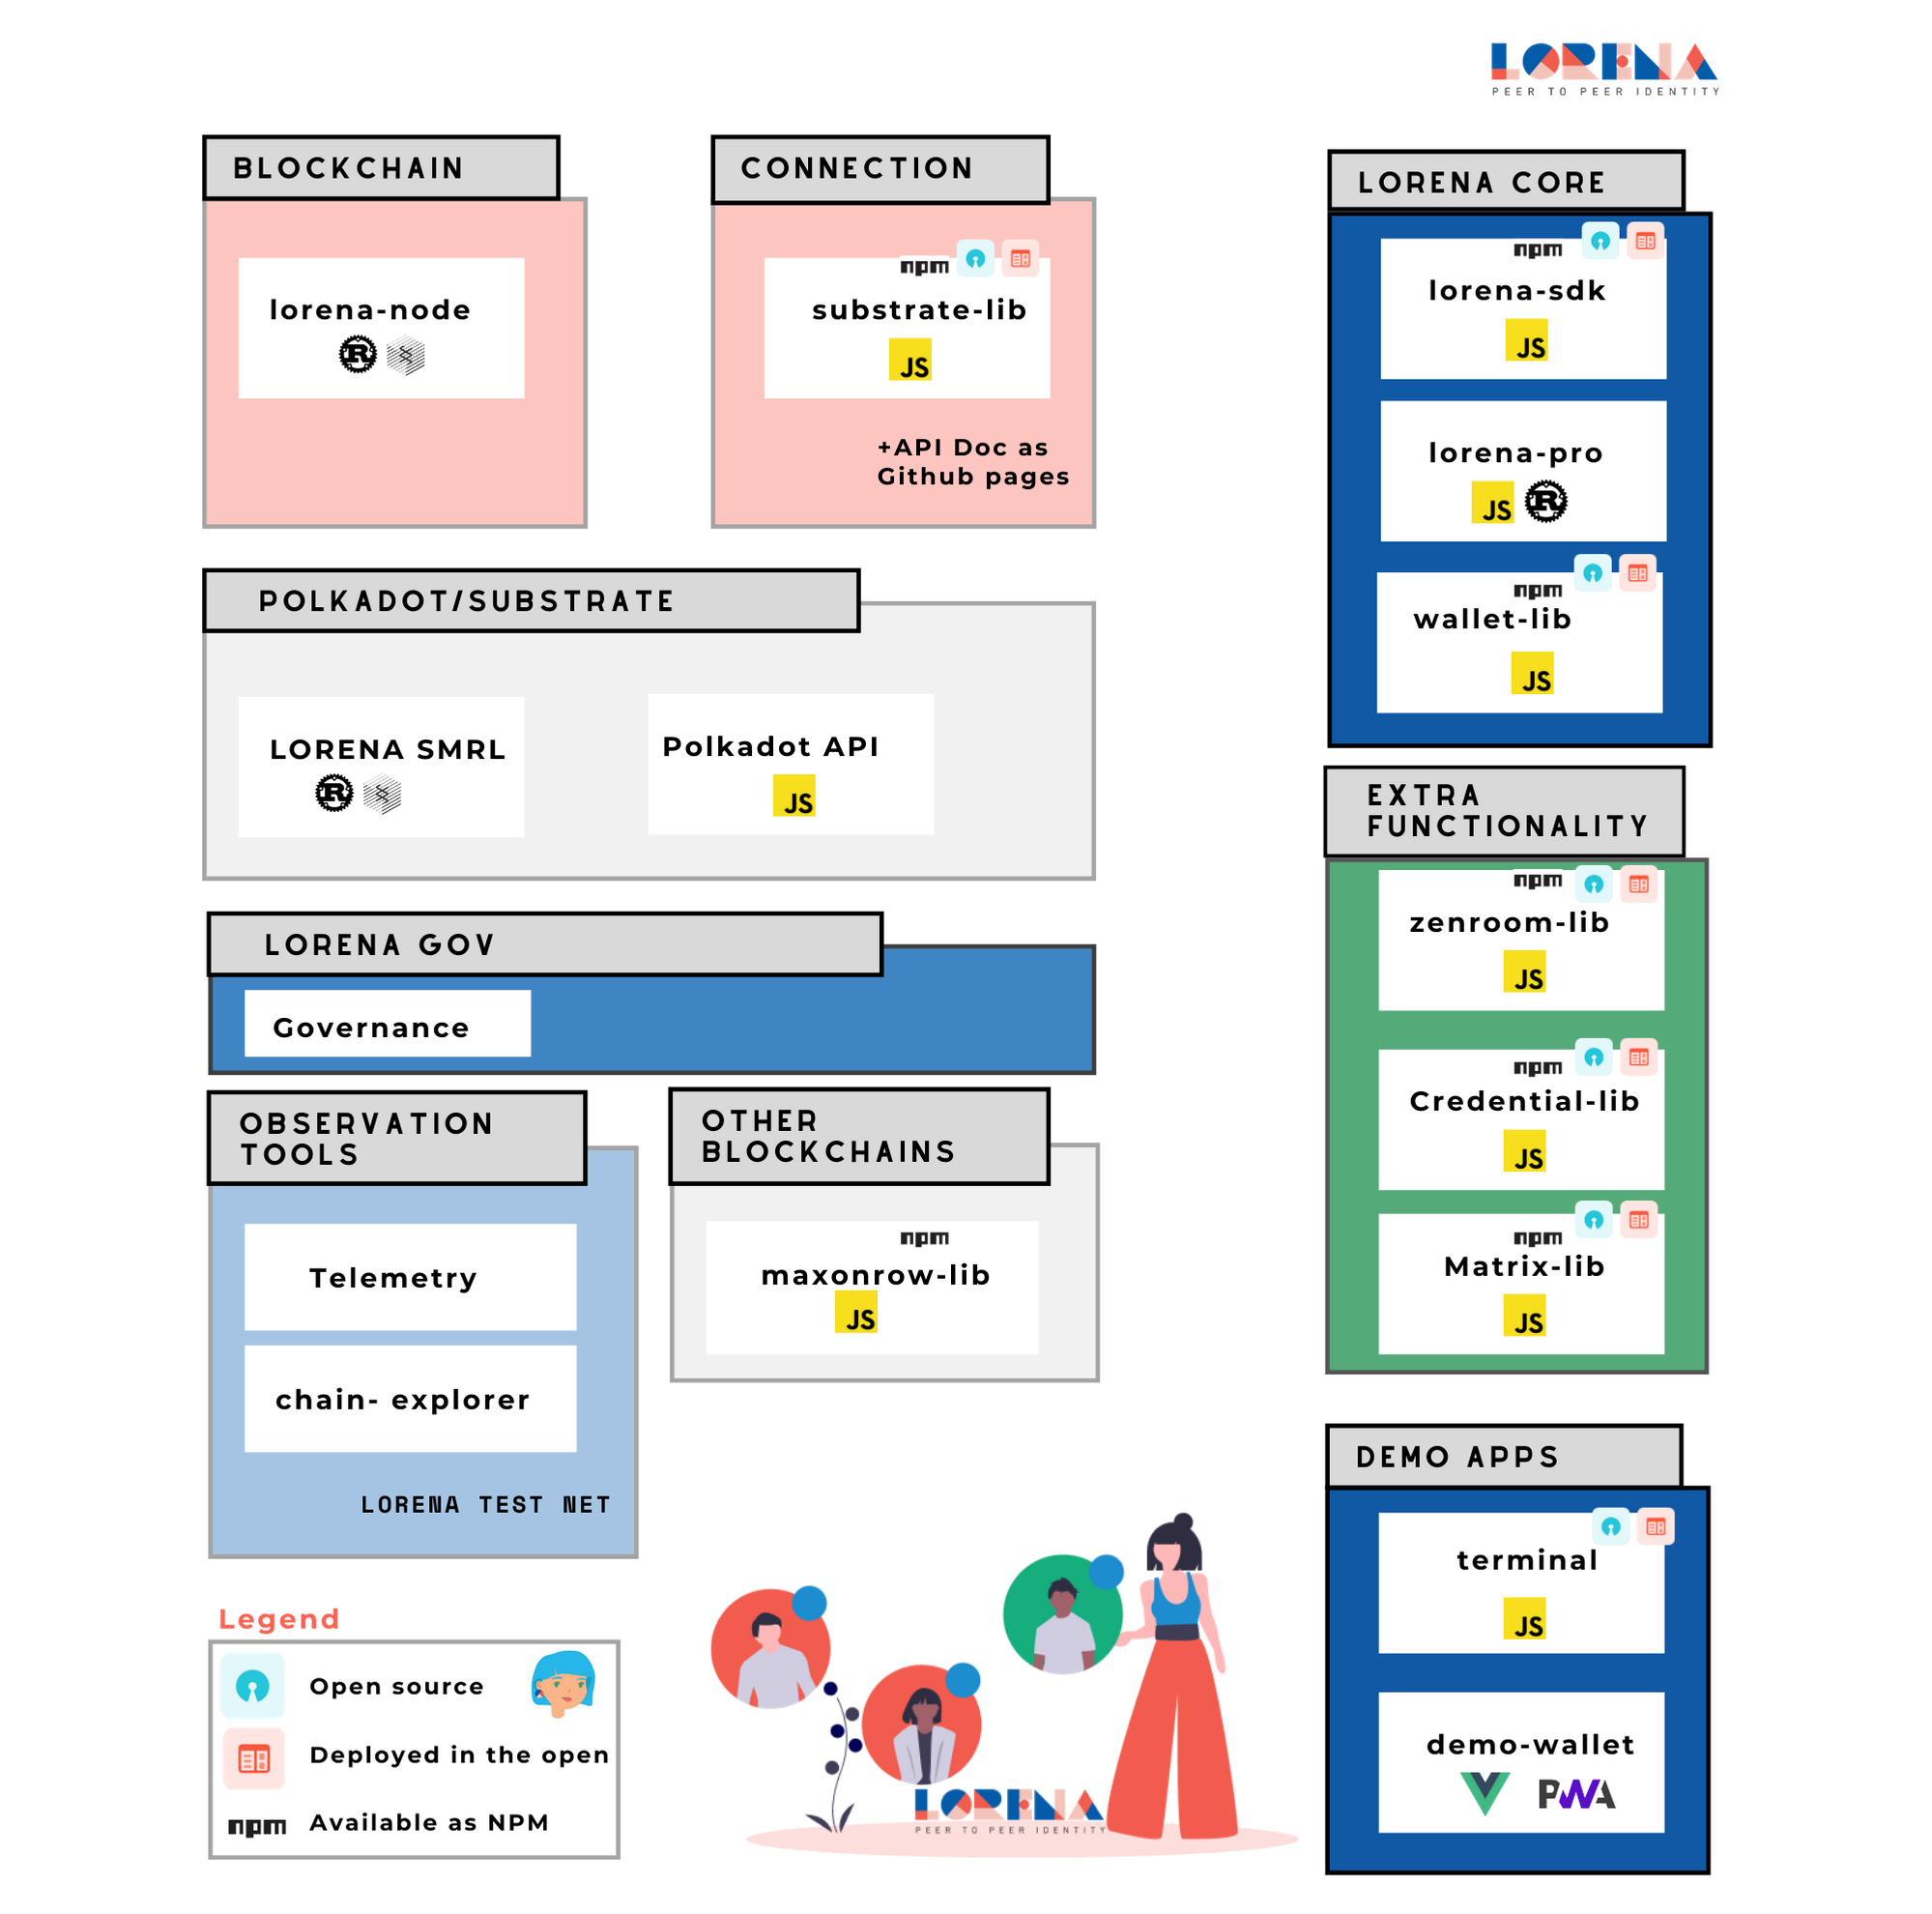 LORENA
PEER TO PEER IDENTITY
BLOCKCHAIN
lorena-node
CONNECTION
npm
substrate-lib
JS
+API Doc as
Github pages
POLKADOT/SUBSTRATE
LORENA SMRL
Polkadot API
JS
LORENA GOV
Governance
OBSERVATION
TOOLS
Telemetry
chain- explorer
LORENA TEST NET
OTHER
BLOCKCHAINS
npm
maxonrow-lib
JS
LORENA CORE
npm
lorena-sdk
JS
lorena-pro
JS R
npm
wallet-lib
JS
EXTRA
FUNCTIONALITY
npm
zenroom-lib
JS
npm
Credential-lib
JS
npm
Matrix-lib
JS
DEMO APPS
terminal
JS
demo-wallet
PWA
Legend
Open source
Deployed in the open
npm Available as NPM
LORENA
PEER TO PEER IDENTITY